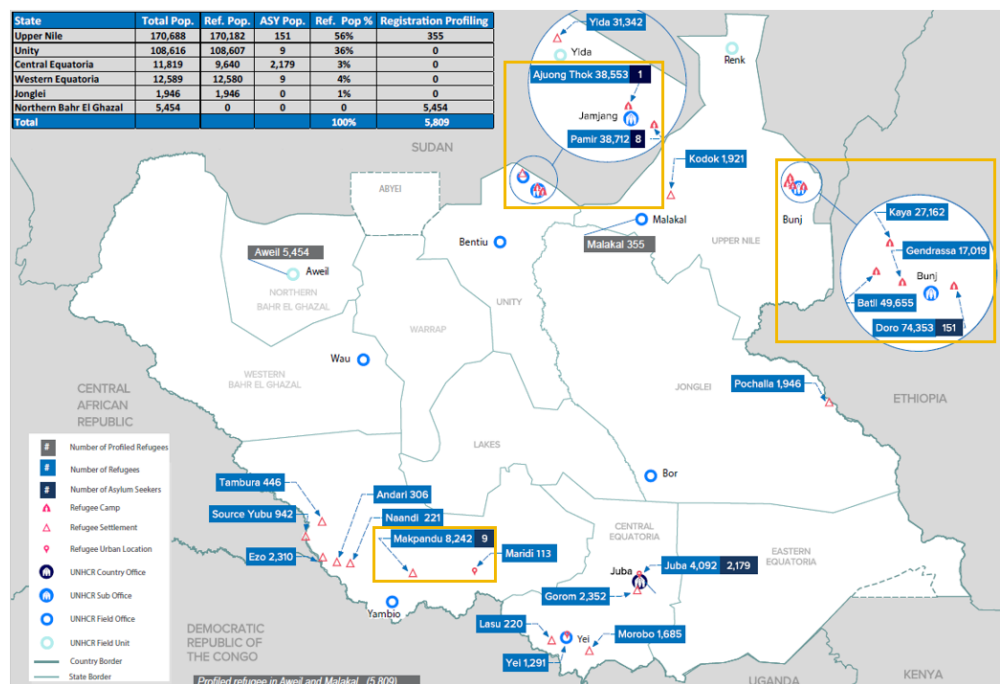 State Total Pop. Ref. Pop. ASY Pop. Ref. Pop % Registration Profiling
Upper Nile 170,688 170,182 151 56% 355
Unity 108,616 108,607 9 36% 0
Central Equatoria 11,819 9,640 2,179 3% 0
Western Equatoria 12,589 12,580 9 4% 0
Jonglei 1,946 1,946 0 1% 0
Northern Bahr El Ghazal 5,454 0 0 0 5,454
Total 100% 5,809
Yida 31,342
Yida
Ajuong Thok 38,553 1
Jamjang
Pamir 38,712 8
Renk
SUDAN
Kodok 1,921
ABYEI
Malakal
Malakal 355
UPPER NILE
Bunj
Kaya 27,162
Gendrassa 17,019
Bunj
Batil 49,655
Doro 74,353 151
Bentiu
Aweil 5,454
Aweil
NORTHERN
BAHR EL GHAZAL
UNITY
WARRAP
Wau
WESTERN
BAHR EL GHAZAL
CENTRAL
AFRICAN
REPUBLIC
JONGLEI
Pochalla 1,946
ETHIOPIA
LAKES
Bor
# Number of Profiled Refugees
# Number of Refugees
# Number of Asylum Seekers
Refugee Camp
Refugee Settlement
Refugee Urban Location
UNHCR Country Office
UNHCR Sub Office
UNHCR Field Office
UNHCR Field Unit
Country Border
State Border
Tambura 446
Source Yubu 942
Ezo 2,310
Andari 306
Naandi 221
Makpandu 8,242 9
Maridi 113
Yambio
CENTRAL
EQUATORIA
EASTERN
EQUATORIA
Juba
Juba 4,092 2,179
Gorom 2,352
Lasu 220
Yei
Morobo 1,685
Yei 1,291
DEMOCRATIC
REPUBLIC OF
THE CONGO
UGANDA
KENYA
Profiled refugee in Aweil and Malakal (5,809)